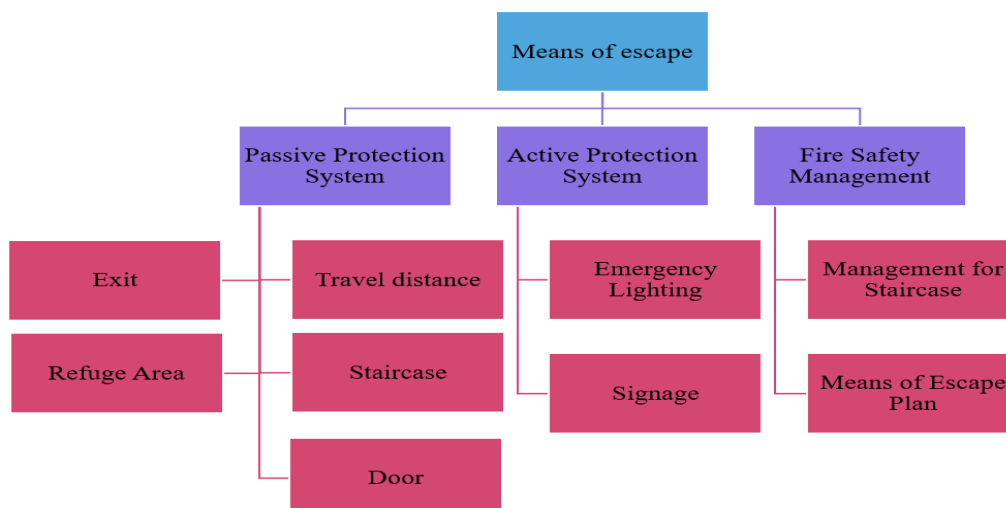 Means of escape
Passive Protection
System
Active Protection
System
Fire Safety
Management
Exit
Travel distance
Emergency
Lighting
Management for
Staircase
Refuge Area
Staircase
Signage
Means of Escape
Plan
Door